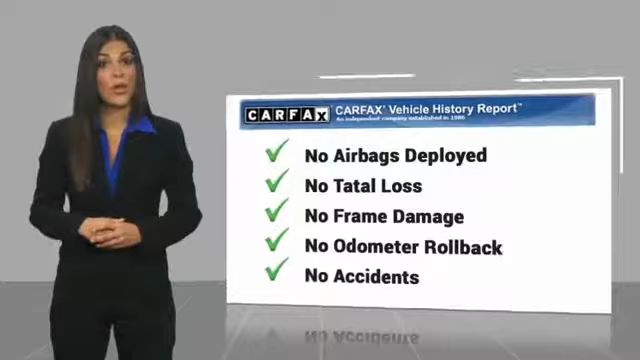 CARFAX CARFAX® Vehicle History Report™
An independent company established in 1986
No Airbags Deployed
No Tatal Loss
No Frame Damage
No Odometer Rollback
No Accidents